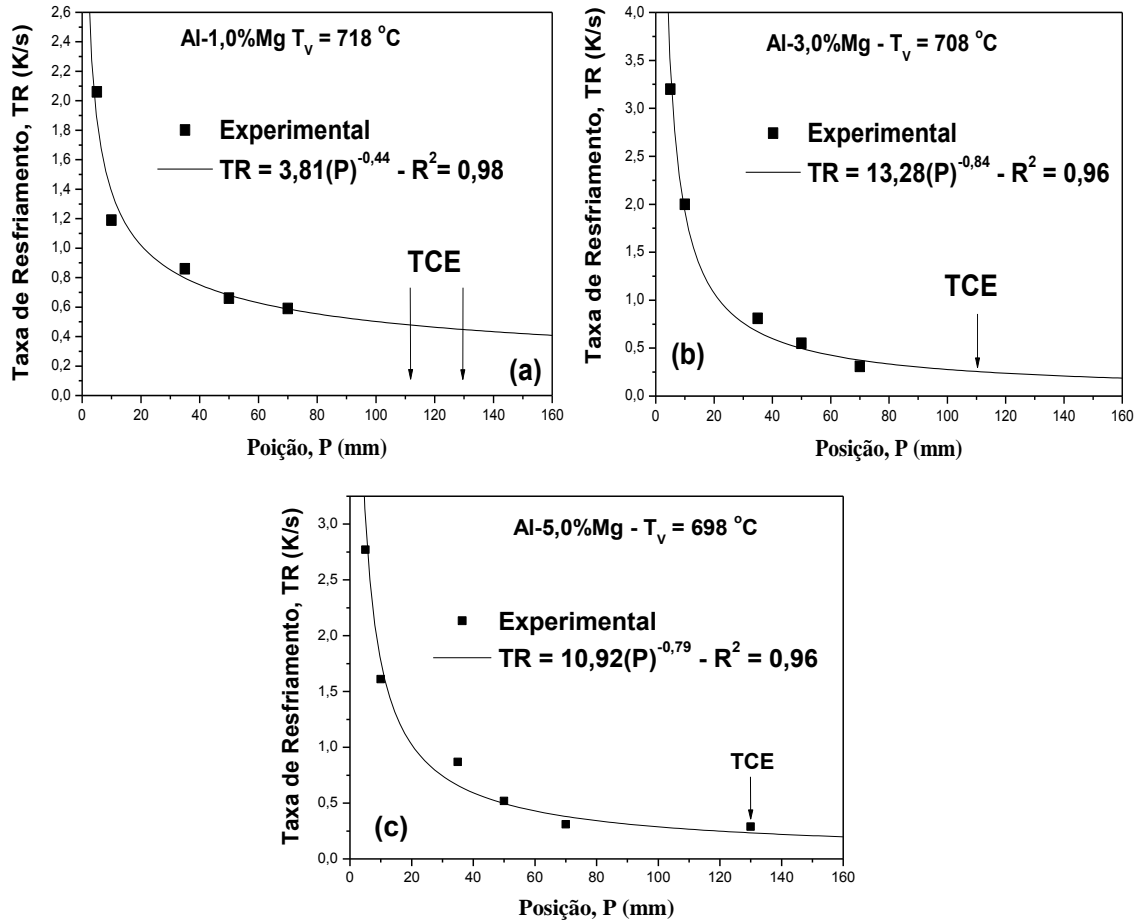 Al-1,0%Mg T_V = 718 °C
Experimental
TR = 3,81(P)^-0,44 - R² = 0,98
TCE
(a)
Taxa de Resfriamento, TR (K/s)
2,6
2,4
2,2
2,0
1,8
1,6
1,4
1,2
1,0
0,8
0,6
0,4
0,2
0,0
0 20 40 60 80 100 120 140 160
Poição, P (mm)
Al-3,0%Mg - T_V = 708 °C
Experimental
TR = 13,28(P)^-0,84 - R² = 0,96
TCE
(b)
Taxa de Resfriamento, TR (K/s)
4,0
3,5
3,0
2,5
2,0
1,5
1,0
0,5
0,0
0 20 40 60 80 100 120 140 160
Posição, P (mm)
Al-5,0%Mg - T_V = 698 °C
Experimental
TR = 10,92(P)^-0,79 - R² = 0,96
TCE
(c)
Taxa de Resfriamento, TR (K/s)
3,0
2,5
2,0
1,5
1,0
0,5
0,0
0 20 40 60 80 100 120 140 160
Posição, P (mm)